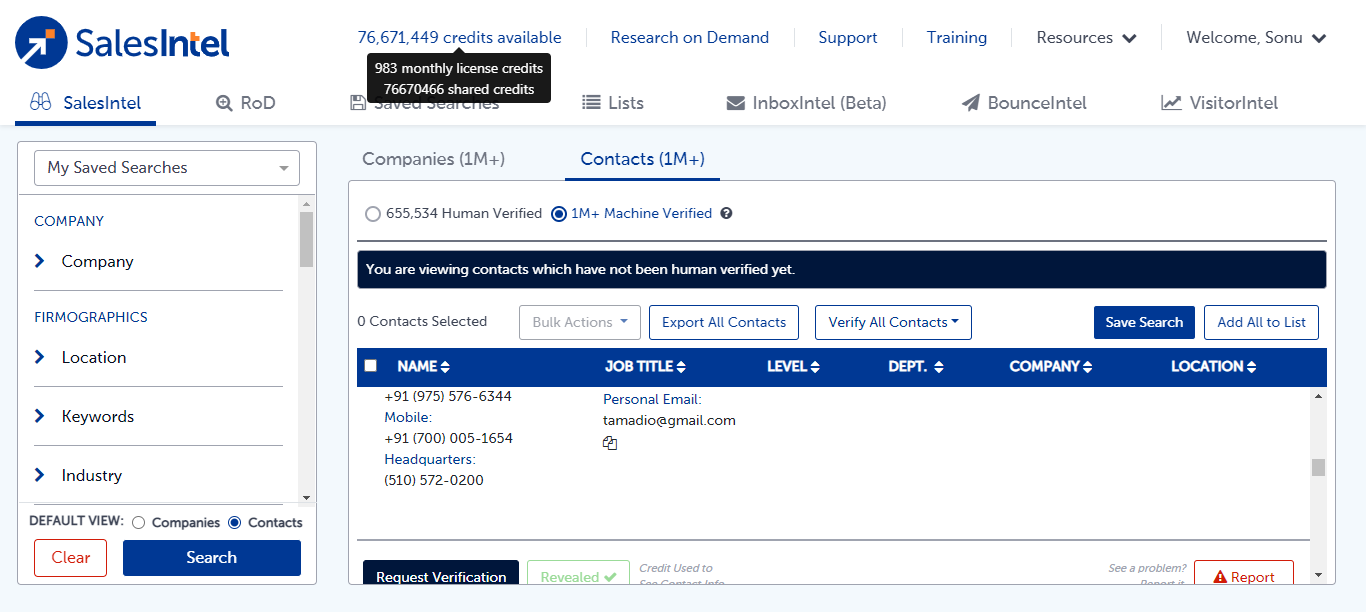 SalesIntel
76,671,449 credits available
Research on Demand
Support
Training
Resources
Welcome, Sonu
983 monthly license credits
76670466 shared credits
SalesIntel
RoD
Saved Searches
Lists
InboxIntel (Beta)
BounceIntel
VisitorIntel
My Saved Searches
COMPANY
Company
FIRMOGRAPHICS
Location
Keywords
Industry
DEFAULT VIEW: Companies Contacts
Clear
Search
Companies (1M+)
Contacts (1M+)
655,534 Human Verified
1M+ Machine Verified ?
You are viewing contacts which have not been human verified yet.
0 Contacts Selected
Bulk Actions
Export All Contacts
Verify All Contacts
Save Search
Add All to List
NAME
JOB TITLE
LEVEL
DEPT.
COMPANY
LOCATION
+91 (975) 576-6344
Mobile:
+91 (700) 005-1654
Headquarters:
(510) 572-0200
Personal Email:
tamadio@gmail.com
Request Verification
Revealed
Credit Used to
See Contact Info
See a problem?
Report it
Report